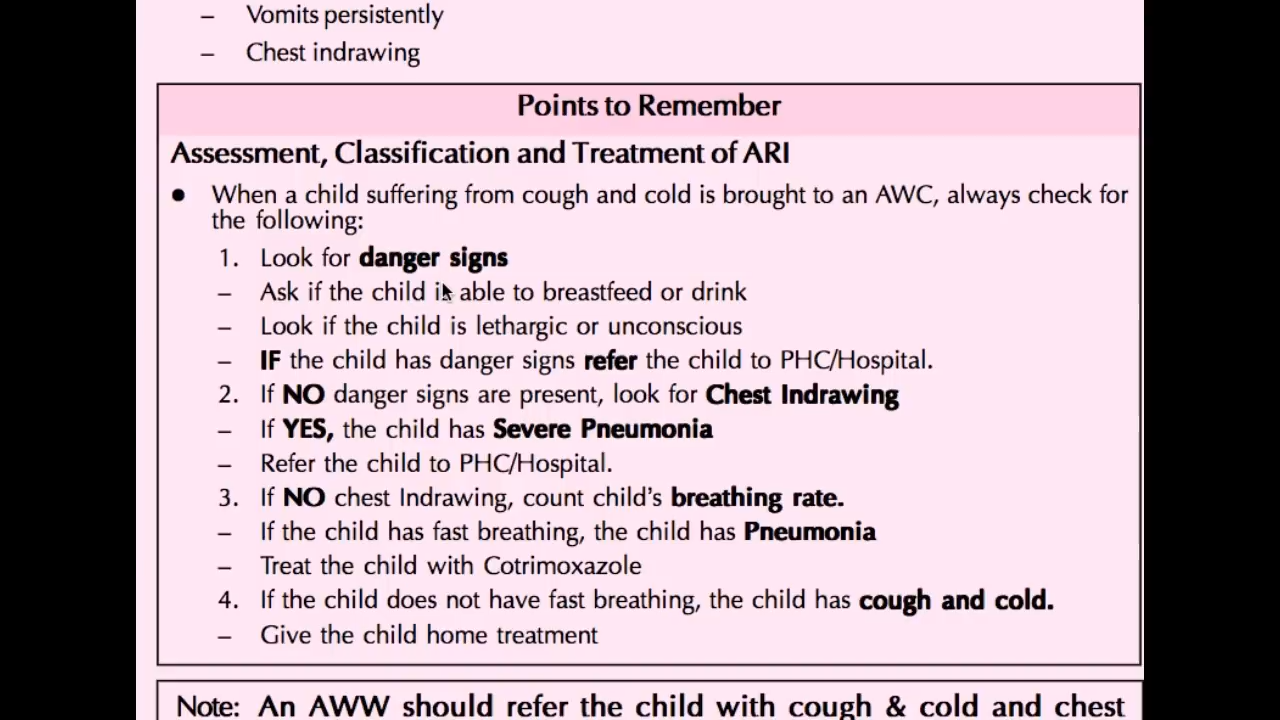 – Vomits persistently
– Chest indrawing
Points to Remember
Assessment, Classification and Treatment of ARI
● When a child suffering from cough and cold is brought to an AWC, always check for
the following:
1. Look for danger signs
– Ask if the child is able to breastfeed or drink
– Look if the child is lethargic or unconscious
– IF the child has danger signs refer the child to PHC/Hospital.
2. If NO danger signs are present, look for Chest Indrawing
– If YES, the child has Severe Pneumonia
– Refer the child to PHC/Hospital.
3. If NO chest Indrawing, count child's breathing rate.
– If the child has fast breathing, the child has Pneumonia
– Treat the child with Cotrimoxazole
4. If the child does not have fast breathing, the child has cough and cold.
– Give the child home treatment
Note: An AWW should refer the child with cough & cold and chest